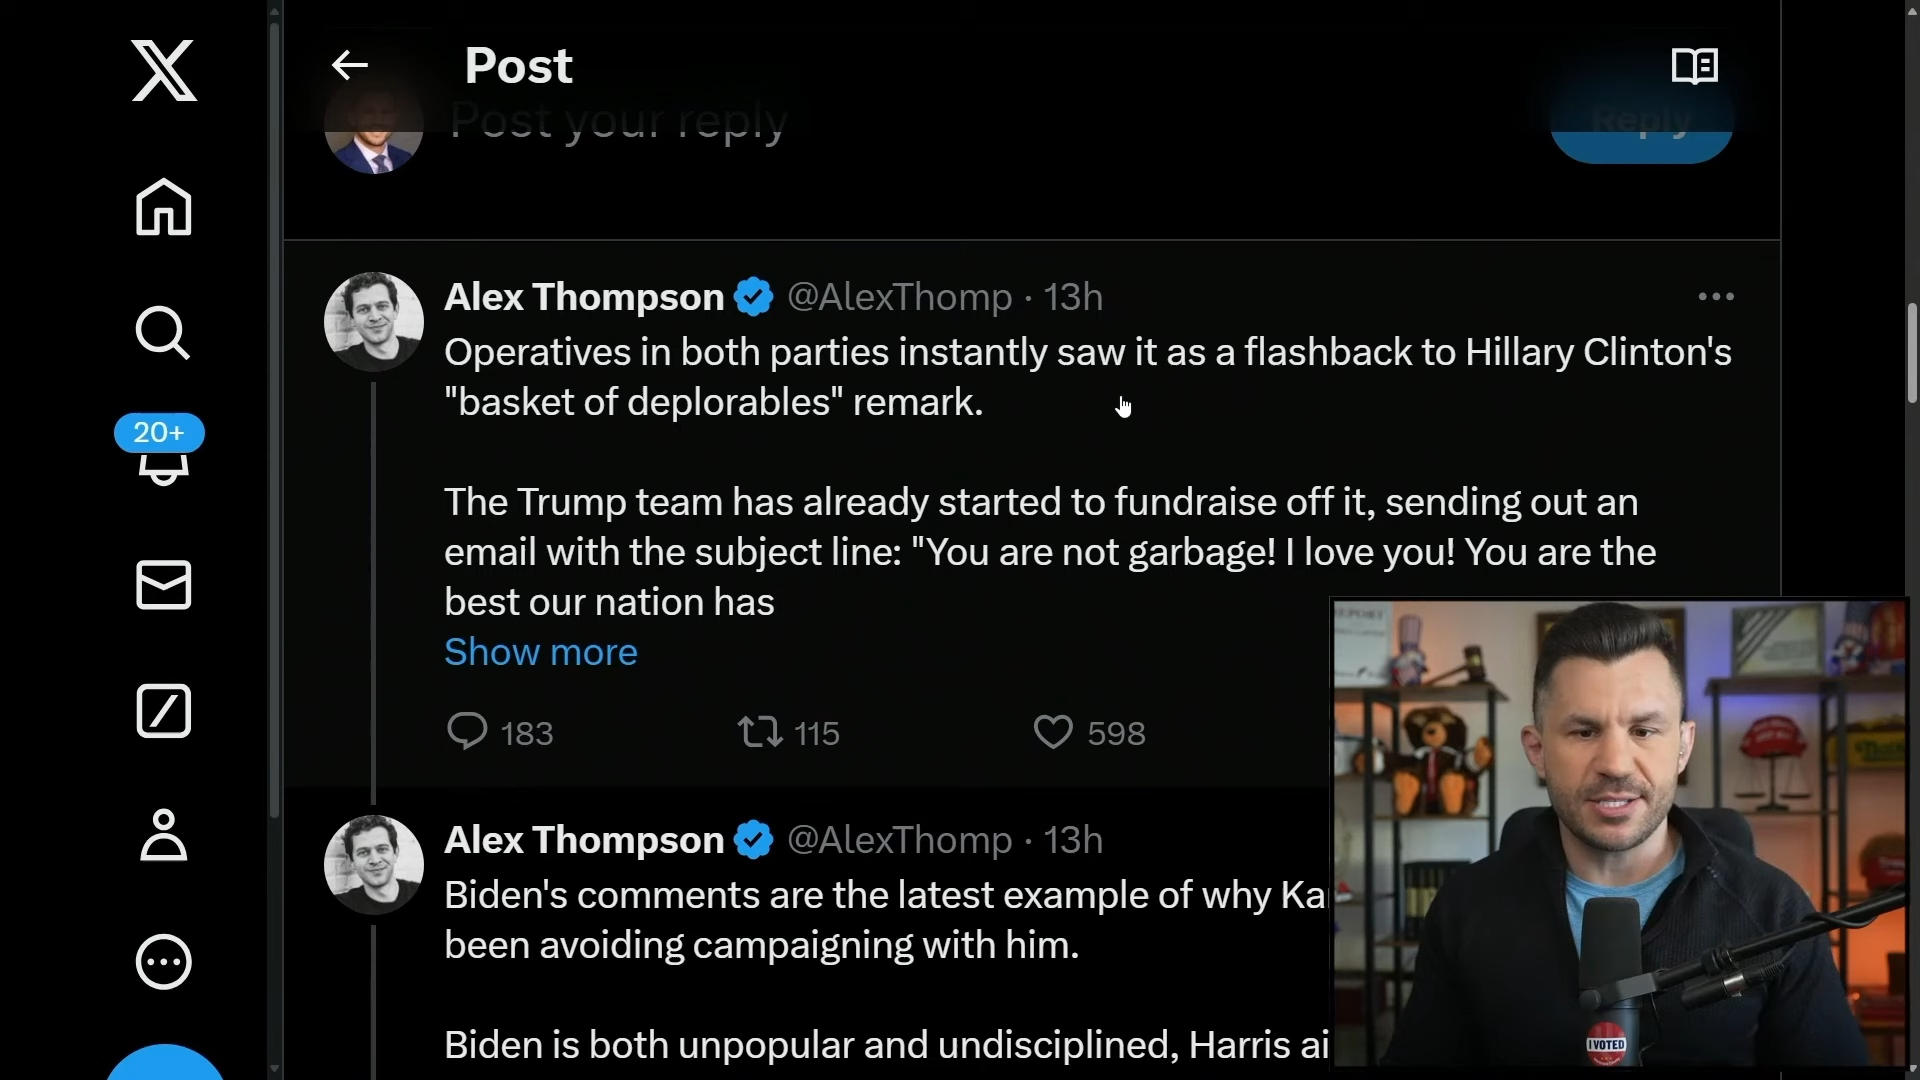 Post
Post your reply
Reply
20+
Alex Thompson @AlexThomp · 13h
Operatives in both parties instantly saw it as a flashback to Hillary Clinton's
"basket of deplorables" remark.
The Trump team has already started to fundraise off it, sending out an
email with the subject line: "You are not garbage! I love you! You are the
best our nation has
Show more
183 115 598
Alex Thompson @AlexThomp · 13h
Biden's comments are the latest example of why Ka
been avoiding campaigning with him.
Biden is both unpopular and undisciplined, Harris ai
I VOTED